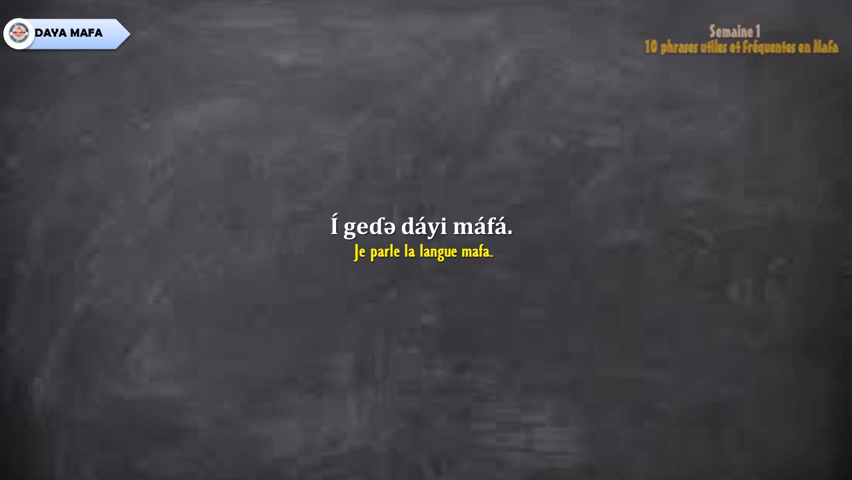 DAYA MAFA
Semaine 1
10 phrases utiles et fréquentes en Mafa
Í geɗə dáyi máfá.
Je parle la langue mafa.